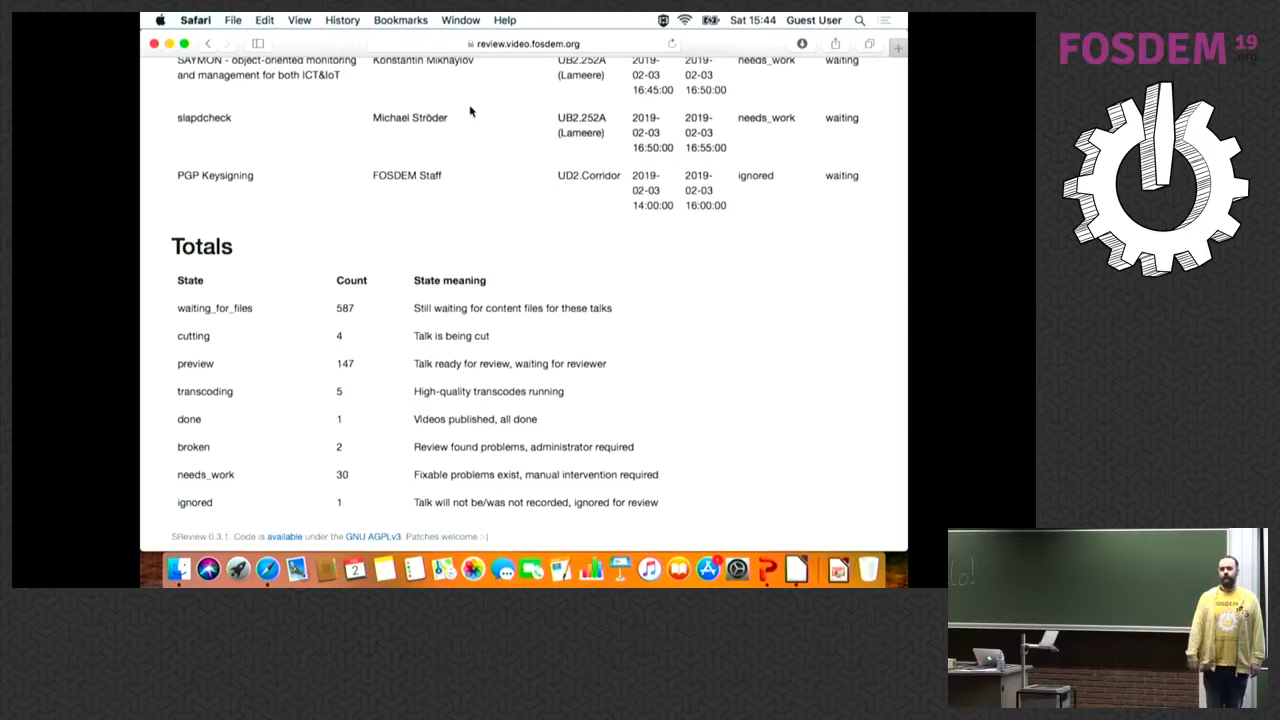 Safari File Edit View History Bookmarks Window Help Sat 15:44 Guest User
review.video.fosdem.org
SAYMON - object-oriented monitoring Konstantin Mikhaylov UB2.252A 2019- 2019- needs_work waiting
and management for both ICT&IoT (Lameere) 02-03 02-03
16:45:00 16:50:00
slapdcheck Michael Ströder UB2.252A 2019- 2019- needs_work waiting
(Lameere) 02-03 02-03
16:50:00 16:55:00
PGP Keysigning FOSDEM Staff UD2.Corridor 2019- 2019- ignored waiting
02-03 02-03
14:00:00 16:00:00
Totals
State Count State meaning
waiting_for_files 587 Still waiting for content files for these talks
cutting 4 Talk is being cut
preview 147 Talk ready for review, waiting for reviewer
transcoding 5 High-quality transcodes running
done 1 Videos published, all done
broken 2 Review found problems, administrator required
needs_work 30 Fixable problems exist, manual intervention required
ignored 1 Talk will not be/was not recorded, ignored for review
SReview 0.3.1. Code is available under the GNU AGPLv3. Patches welcome :-)
2
FOSDEM 19
.org
lo!
FOSDEM